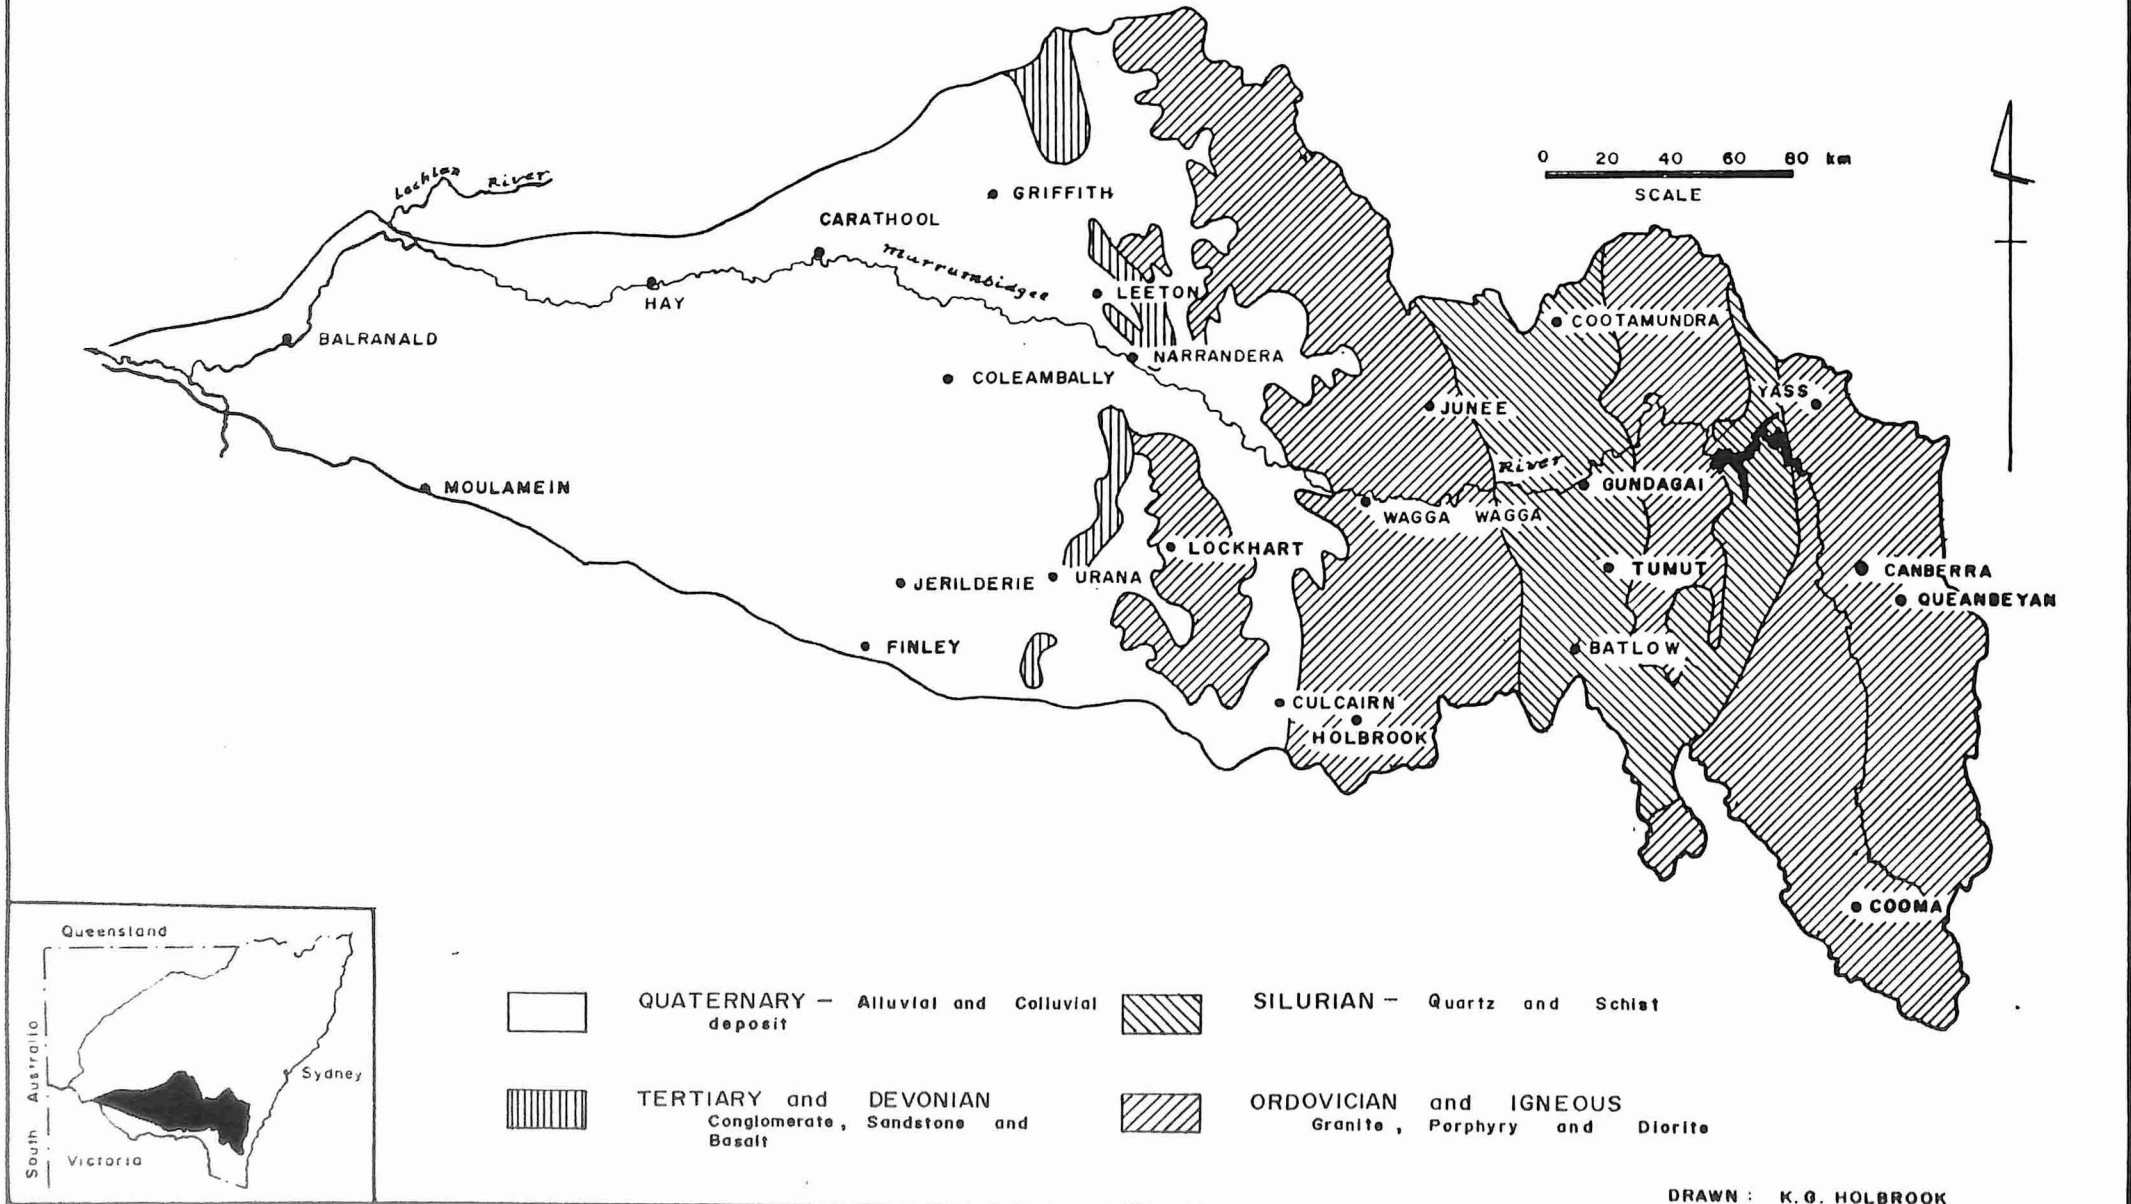 Lachlan River
0 20 40 60 80 km
SCALE
GRIFFITH
CARATHOOL
Murrumbidgee
LEETON
HAY
COOTAMUNDRA
BALRANALD
NARRANDERA
COLEAMBALLY
YASS
JUNEE
River
MOULAMEIN
GUNDAGAI
WAGGA WAGGA
LOCKHART
TUMUT
CANBERRA
JERILDERIE
URANA
QUEANBEYAN
FINLEY
BATLOW
CULCAIRN
HOLBROOK
COOMA
Queensland
South Australia
Sydney
Victoria
QUATERNARY – Alluvial and Colluvial
deposit
SILURIAN – Quartz and Schist
TERTIARY and DEVONIAN
Conglomerate, Sandstone and
Basalt
ORDOVICIAN and IGNEOUS
Granite, Porphyry and Diorite
DRAWN : K.G. HOLBROOK